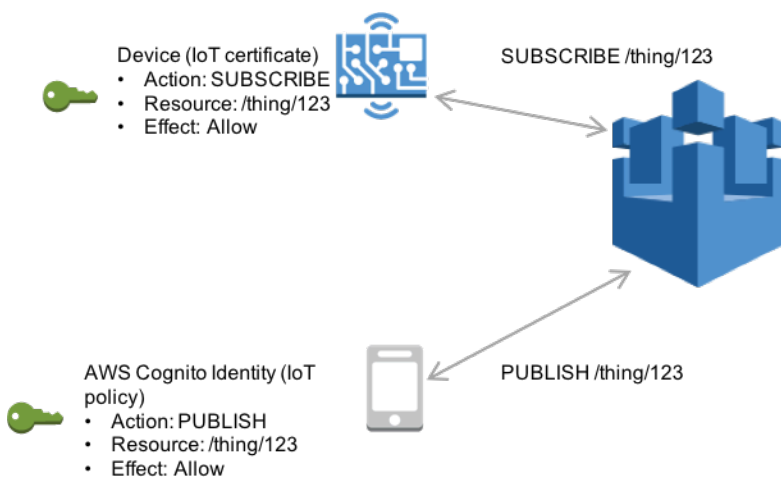 Device (IoT certificate)
• Action: SUBSCRIBE
• Resource: /thing/123
• Effect: Allow
SUBSCRIBE /thing/123
AWS Cognito Identity (IoT
policy)
• Action: PUBLISH
• Resource: /thing/123
• Effect: Allow
PUBLISH /thing/123